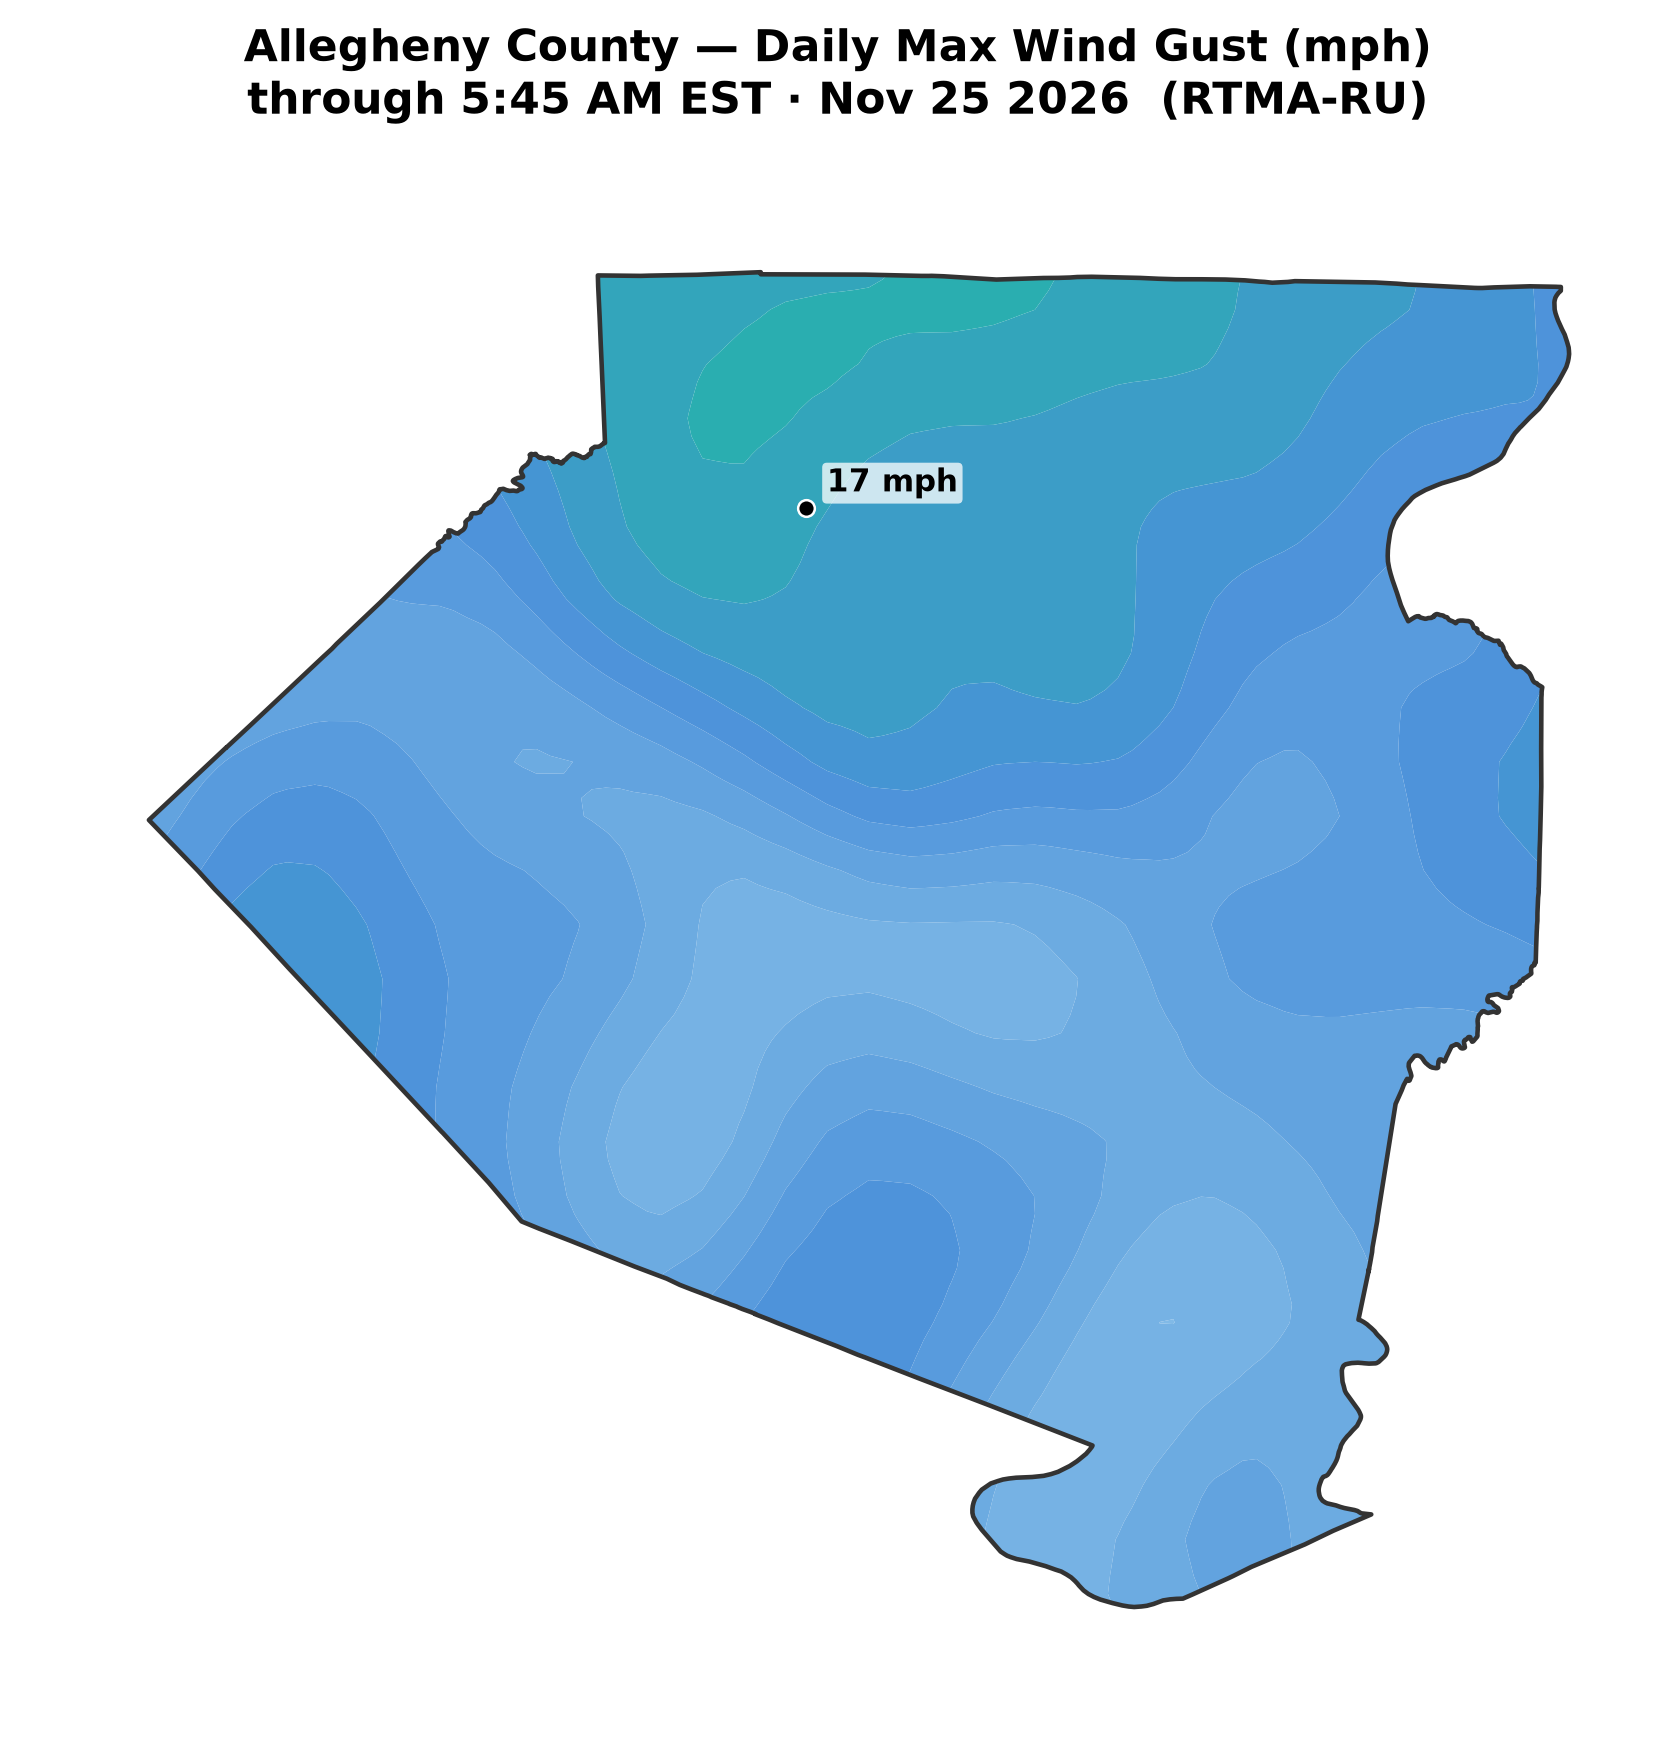 Allegheny County — Daily Max Wind Gust (mph)
through 5:45 AM EST · Nov 25 2026 (RTMA-RU)
17 mph